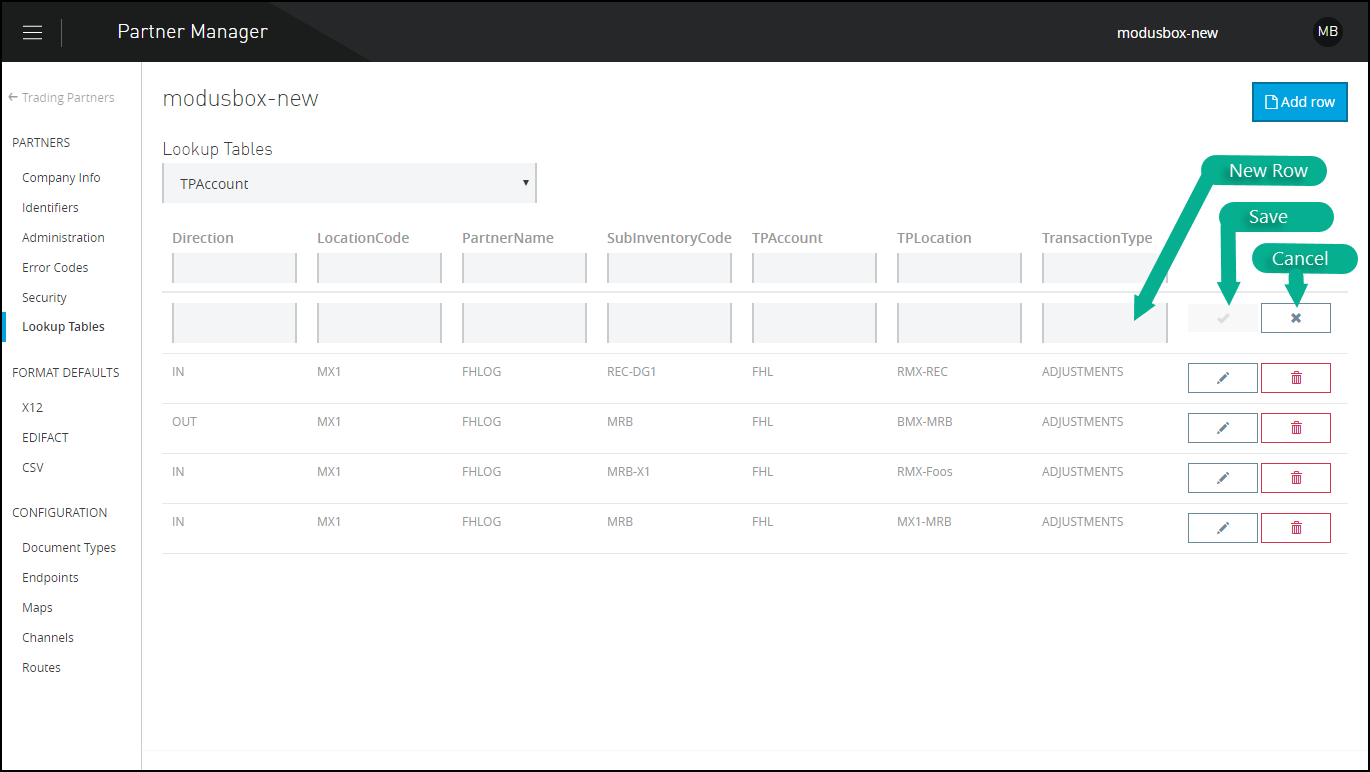 Partner Manager
modusbox-new
MB
Trading Partners
PARTNERS
Company Info
Identifiers
Administration
Error Codes
Security
Lookup Tables
FORMAT DEFAULTS
X12
EDIFACT
CSV
CONFIGURATION
Document Types
Endpoints
Maps
Channels
Routes
modusbox-new
Add row
Lookup Tables
TPAccount
New Row
Save
Cancel
Direction LocationCode PartnerName SubInventoryCode TPAccount TPLocation TransactionType
IN MX1 FHLOG REC-DG1 FHL RMX-REC ADJUSTMENTS
OUT MX1 FHLOG MRB FHL BMX-MRB ADJUSTMENTS
IN MX1 FHLOG MRB-X1 FHL RMX-Foos ADJUSTMENTS
IN MX1 FHLOG MRB FHL MX1-MRB ADJUSTMENTS